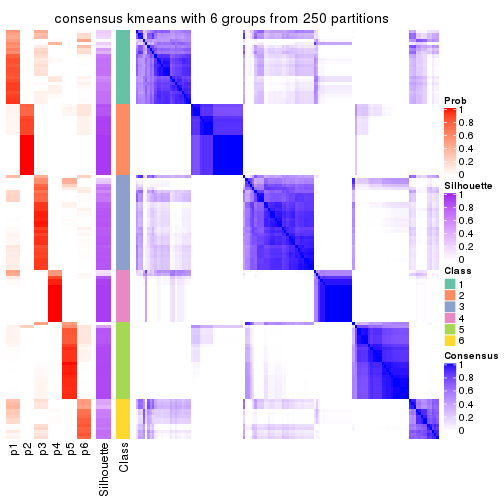 consensus kmeans with 6 groups from 250 partitions
Prob
1
0.8
0.6
0.4
0.2
0
Silhouette
1
0.8
0.6
0.4
0.2
0
Class
1
2
3
4
5
6
Consensus
1
0.8
0.6
0.4
0.2
0
p1
p2
p3
p4
p5
p6
Silhouette
Class